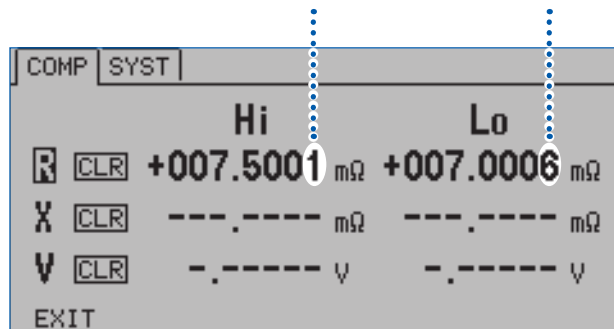 COMP SYST
Hi Lo
R CLR +007.5001 mΩ +007.0006 mΩ
X CLR ---.---- mΩ ---.---- mΩ
V CLR -.----- V -.----- V
EXIT